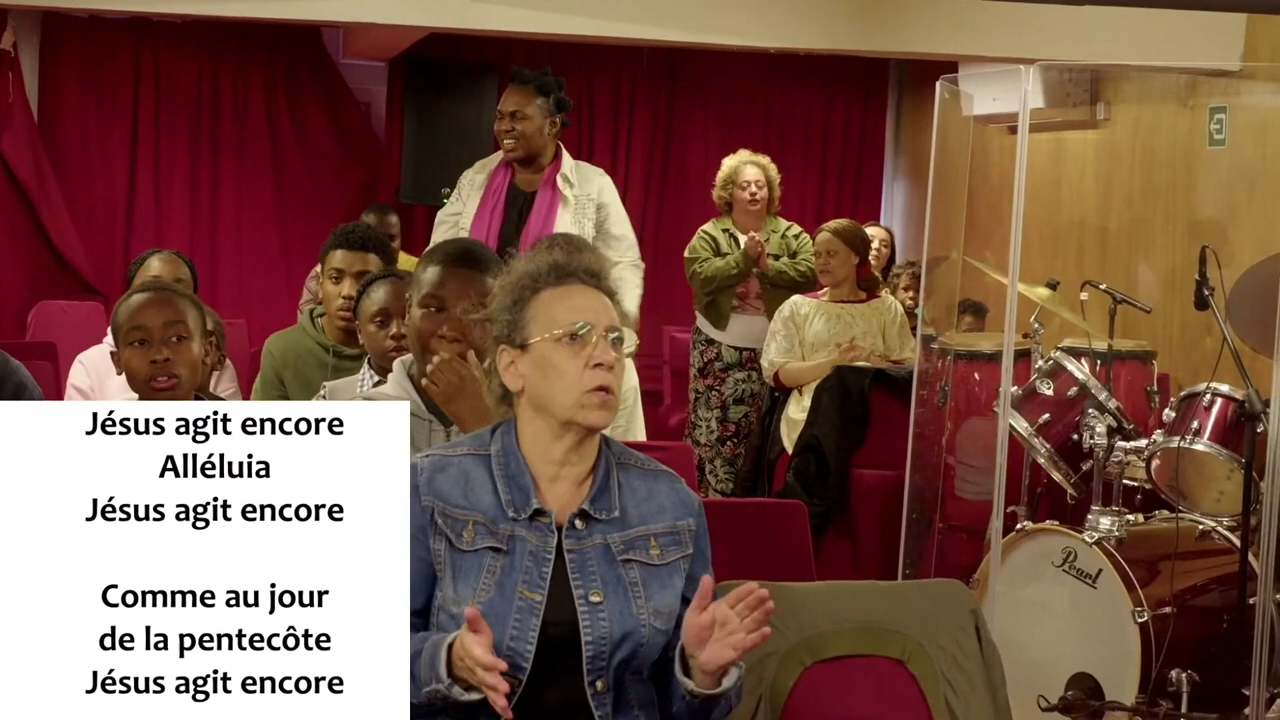 Jésus agit encore
Alléluia
Jésus agit encore
Comme au jour
de la pentecôte
Jésus agit encore
Pearl